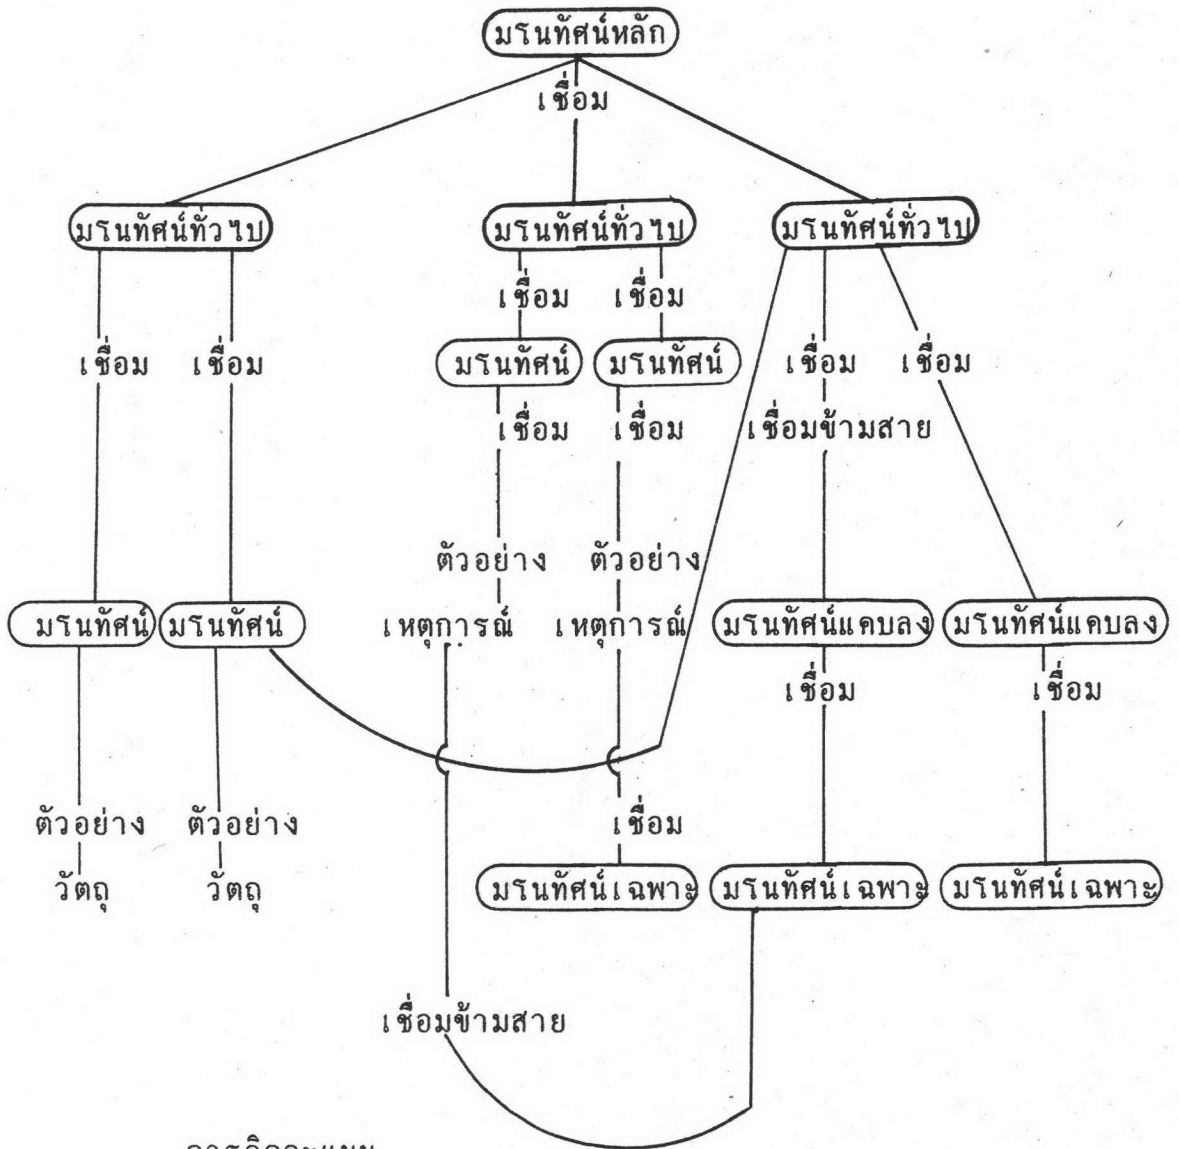 มโนทัศน์หลัก
เชื่อม
มโนทัศน์ทั่วไป มโนทัศน์ทั่วไป มโนทัศน์ทั่วไป
เชื่อม เชื่อม
เชื่อม เชื่อม มโนทัศน์ มโนทัศน์ เชื่อม เชื่อม
เชื่อม เชื่อม เชื่อมข้ามสาย
ตัวอย่าง ตัวอย่าง
มโนทัศน์ มโนทัศน์ เหตุการณ์ เหตุการณ์ มโนทัศน์แคบลง มโนทัศน์แคบลง
เชื่อม เชื่อม
ตัวอย่าง ตัวอย่าง เชื่อม
วัตถุ วัตถุ มโนทัศน์เฉพาะ มโนทัศน์เฉพาะ มโนทัศน์เฉพาะ
เชื่อมข้ามสาย